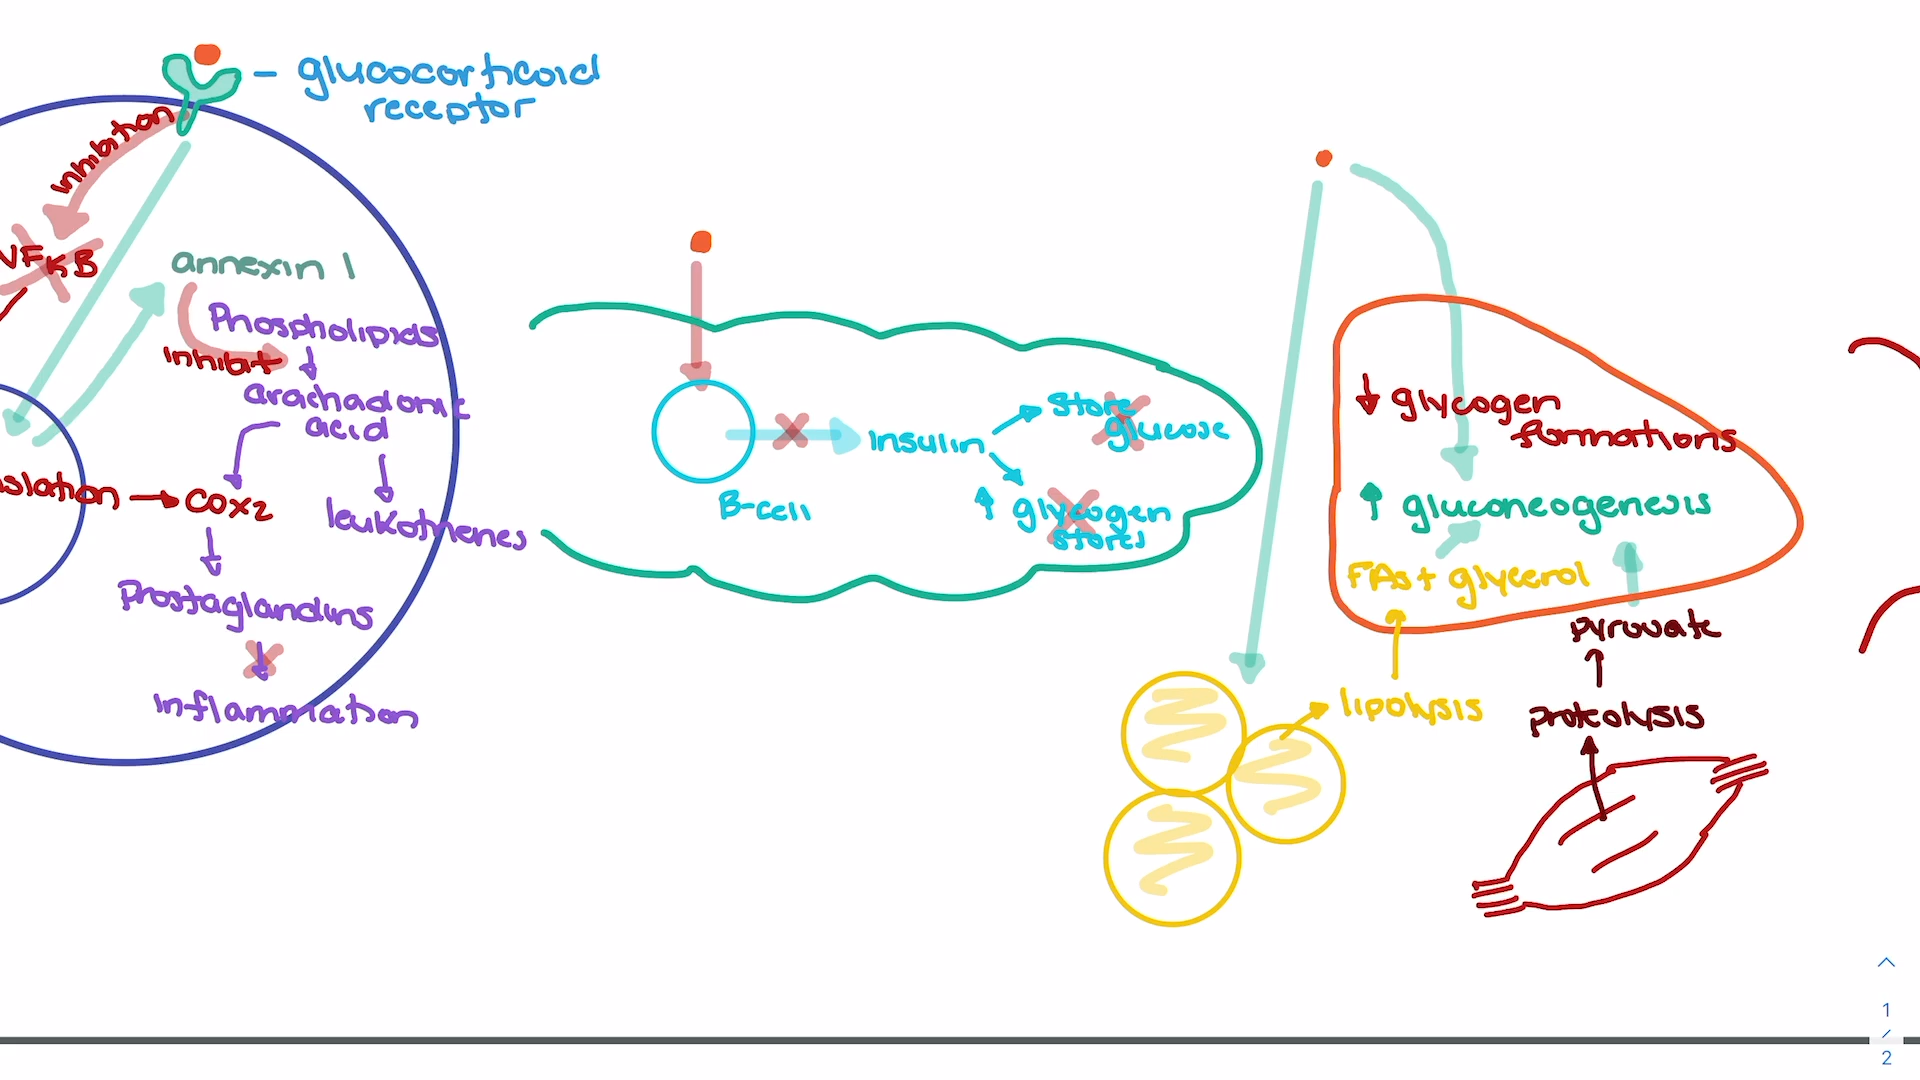 glucocorticoid
receptor
Inhibition
NFKB
annexin 1
Phospholipids
Inhibit
arachadonic
acid
COX2
leukotrienes
Prostaglandins
Inflammation
B-cell
Insulin
Store
glucose
glycogen
stores
glycogen
formations
gluconeogenesis
FAs + glycerol
pyruvate
lipolysis
proteolysis
1
/
2